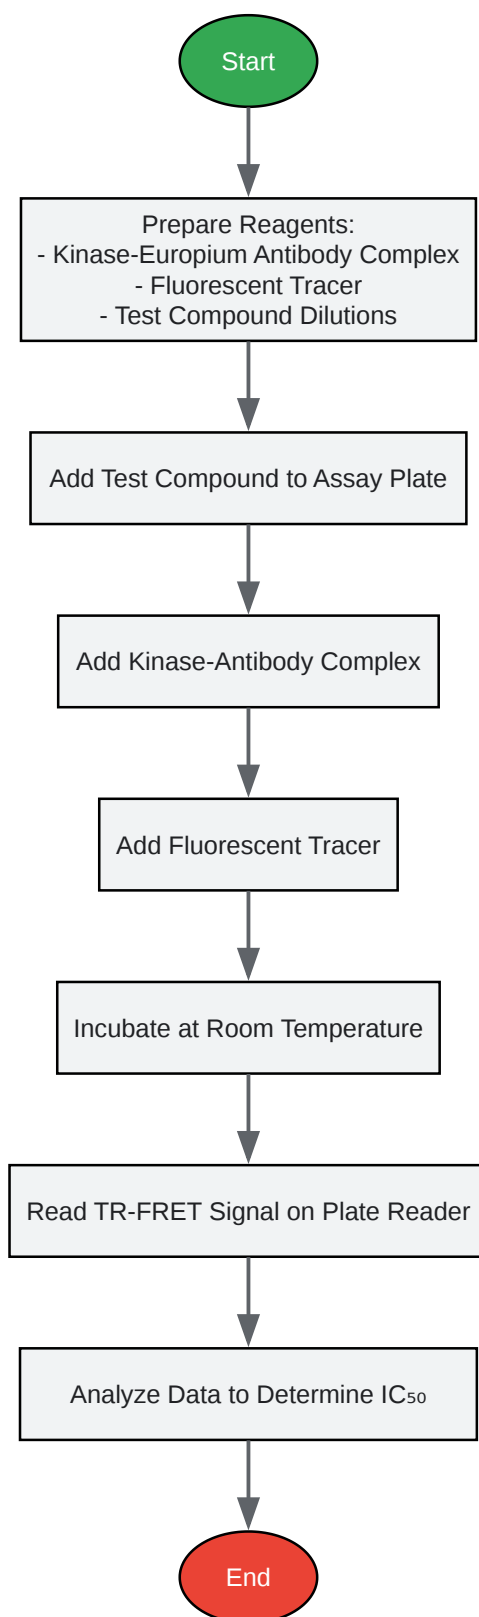 Start
Prepare Reagents:
- Kinase-Europium Antibody Complex
- Fluorescent Tracer
- Test Compound Dilutions
Add Test Compound to Assay Plate
Add Kinase-Antibody Complex
Add Fluorescent Tracer
Incubate at Room Temperature
Read TR-FRET Signal on Plate Reader
Analyze Data to Determine IC₅₀
End